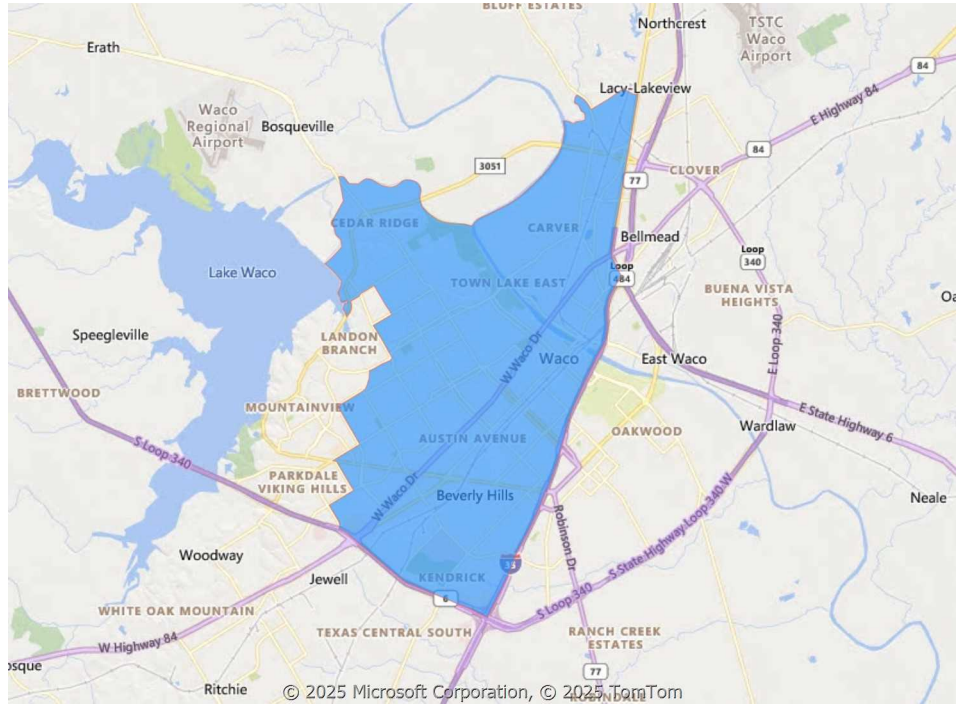 BLUFF ESTATES
Northcrest
TSTC
Waco
Airport
Erath
84
Lacy-Lakeview
E Highway 84
Waco
Regional
Airport
Bosqueville
84
3051
CLOVER
77
CEDAR RIDGE
CARVER
Bellmead
Loop
340
Loop
484
Lake Waco
TOWN LAKE EAST
BUENA VISTA
HEIGHTS
Speegleville
LANDON
BRANCH
W Waco Dr
Waco
East Waco
E Loop 340
BRETTWOOD
MOUNTAINVIEW
E State Highway 6
AUSTIN AVENUE
OAKWOOD
Wardlaw
S Loop 340
PARKDALE
VIKING HILLS
W Waco Dr
Beverly Hills
Neale
Robinson Dr
S State Highway Loop 340 W
Woodway
35
Jewell
KENDRICK
6
S Loop 340
WHITE OAK MOUNTAIN
TEXAS CENTRAL SOUTH
RANCH CREEK
ESTATES
W Highway 84
osque
77
Ritchie
ROBINDALE
© 2025 Microsoft Corporation, © 2025 TomTom